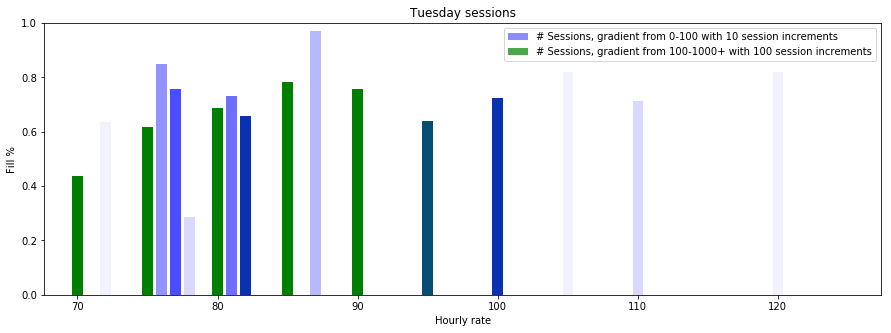 Tuesday sessions
# Sessions, gradient from 0-100 with 10 session increments
# Sessions, gradient from 100-1000+ with 100 session increments
Fill %
1.0
0.8
0.6
0.4
0.2
0.0
70 80 90 100 110 120
Hourly rate